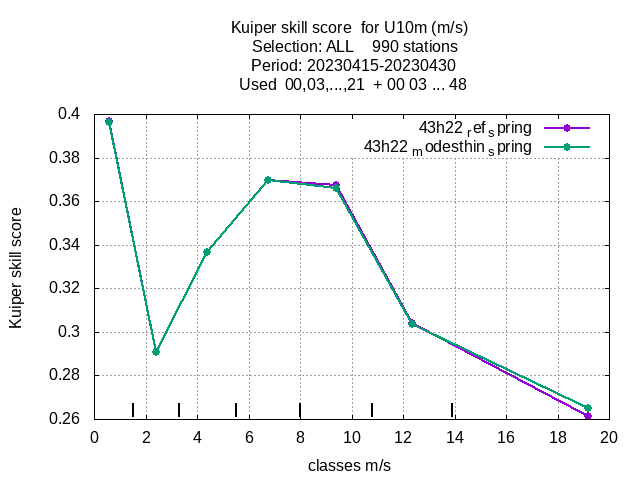 Kuiper skill score  for U10m (m/s)
Selection: ALL    990 stations
Period: 20230415-20230430
Used  00,03,...,21  + 00 03 ... 48
43h22 ref spring
43h22 modesthin spring
0.4
0.38
0.36
0.34
0.32
0.3
0.28
0.26
Kuiper skill score
0 2 4 6 8 10 12 14 16 18 20
classes m/s